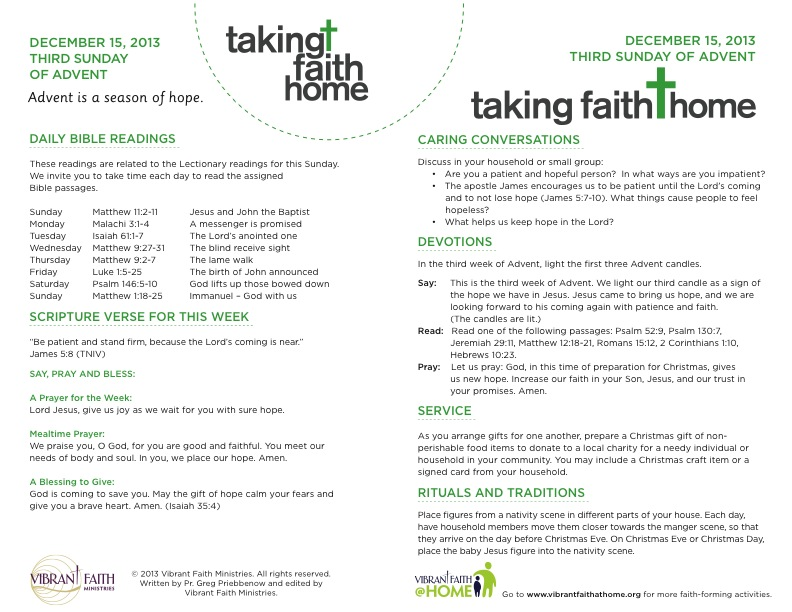 DECEMBER 15, 2013
THIRD SUNDAY
OF ADVENT
Advent is a season of hope.
taking
faith
home
DAILY BIBLE READINGS
These readings are related to the Lectionary readings for this Sunday.
We invite you to take time each day to read the assigned
Bible passages.
Sunday Matthew 11:2-11 Jesus and John the Baptist
Monday Malachi 3:1-4 A messenger is promised
Tuesday Isaiah 61:1-7 The Lord's anointed one
Wednesday Matthew 9:27-31 The blind receive sight
Thursday Matthew 9:2-7 The lame walk
Friday Luke 1:5-25 The birth of John announced
Saturday Psalm 146:5-10 God lifts up those bowed down
Sunday Matthew 1:18-25 Immanuel – God with us
SCRIPTURE VERSE FOR THIS WEEK
“Be patient and stand firm, because the Lord's coming is near.”
James 5:8 (TNIV)
SAY, PRAY AND BLESS:
A Prayer for the Week:
Lord Jesus, give us joy as we wait for you with sure hope.
Mealtime Prayer:
We praise you, O God, for you are good and faithful. You meet our
needs of body and soul. In you, we place our hope. Amen.
A Blessing to Give:
God is coming to save you. May the gift of hope calm your fears and
give you a brave heart. Amen. (Isaiah 35:4)
VIBRANT FAITH
MINISTRIES
© 2013 Vibrant Faith Ministries. All rights reserved.
Written by Pr. Greg Priebbenow and edited by
Vibrant Faith Ministries.
DECEMBER 15, 2013
THIRD SUNDAY OF ADVENT
taking faith home
CARING CONVERSATIONS
Discuss in your household or small group:
• Are you a patient and hopeful person? In what ways are you impatient?
• The apostle James encourages us to be patient until the Lord's coming
and to not lose hope (James 5:7-10). What things cause people to feel
hopeless?
• What helps us keep hope in the Lord?
DEVOTIONS
In the third week of Advent, light the first three Advent candles.
Say: This is the third week of Advent. We light our third candle as a sign of
the hope we have in Jesus. Jesus came to bring us hope, and we are
looking forward to his coming again with patience and faith.
(The candles are lit.)
Read: Read one of the following passages: Psalm 52:9, Psalm 130:7,
Jeremiah 29:11, Matthew 12:18-21, Romans 15:12, 2 Corinthians 1:10,
Hebrews 10:23.
Pray: Let us pray: God, in this time of preparation for Christmas, gives
us new hope. Increase our faith in your Son, Jesus, and our trust in
your promises. Amen.
SERVICE
As you arrange gifts for one another, prepare a Christmas gift of non-
perishable food items to donate to a local charity for a needy individual or
household in your community. You may include a Christmas craft item or a
signed card from your household.
RITUALS AND TRADITIONS
Place figures from a nativity scene in different parts of your house. Each day,
have household members move them closer towards the manger scene, so that
they arrive on the day before Christmas Eve. On Christmas Eve or Christmas Day,
place the baby Jesus figure into the nativity scene.
VIBRANT FAITH
@HOME
Go to www.vibrantfaithathome.org for more faith-forming activities.